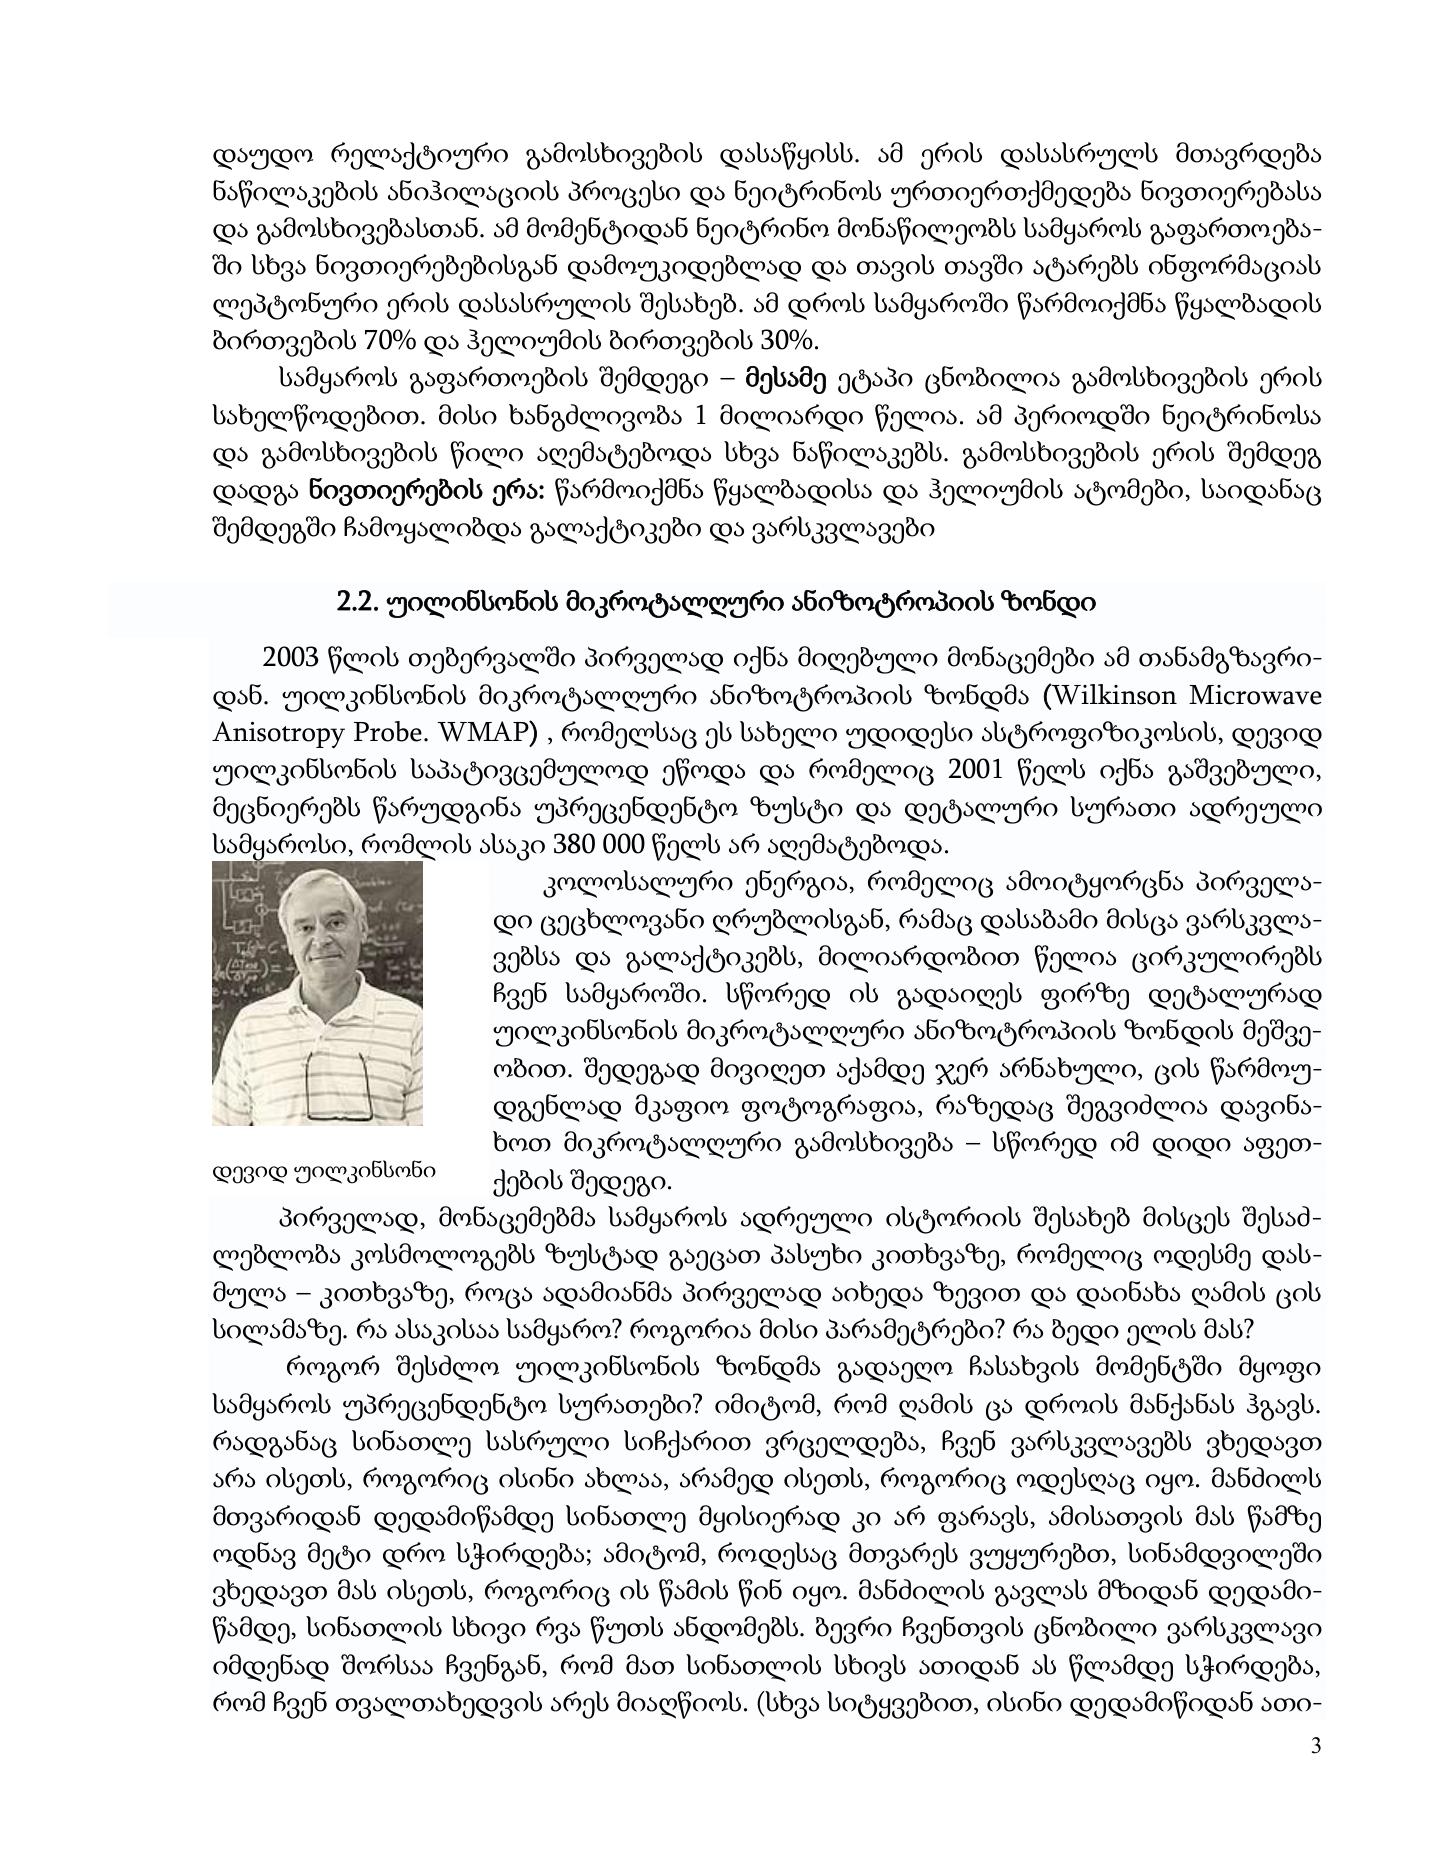 დაუდო რელაქტიური გამოსხივების დასაწყისს. ამ ერის დასასრულს მთავრდება
ნაწილაკების ანიჰილაციის პროცესი და ნეიტრინოს ურთიერთქმედება ნივთიერებასა
და გამოსხივებასთან. ამ მომენტიდან ნეიტრინო მონაწილეობს სამყაროს გაფართოება-
ში სხვა ნივთიერებებისგან დამოუკიდებლად და თავის თავში ატარებს ინფორმაციას
ლეპტონური ერის დასასრულის შესახებ. ამ დროს სამყაროში წარმოიქმნა წყალბადის
ბირთვების 70% და ჰელიუმის ბირთვების 30%.
სამყაროს გაფართოების შემდეგი – მესამე ეტაპი ცნობილია გამოსხივების ერის
სახელწოდებით. მისი ხანგძლივობა 1 მილიარდი წელია. ამ პერიოდში ნეიტრინოსა
და გამოსხივების წილი აღემატებოდა სხვა ნაწილაკებს. გამოსხივების ერის შემდეგ
დადგა ნივთიერების ერა: წარმოიქმნა წყალბადისა და ჰელიუმის ატომები, საიდანაც
შემდეგში ჩამოყალიბდა გალაქტიკები და ვარსკვლავები
2.2. უილინსონის მიკროტალღური ანიზოტროპიის ზონდი
2003 წლის თებერვალში პირველად იქნა მიღებული მონაცემები ამ თანამგზავრი-
დან. უილკინსონის მიკროტალღური ანიზოტროპიის ზონდმა (Wilkinson Microwave
Anisotropy Probe. WMAP) , რომელსაც ეს სახელი უდიდესი ასტროფიზიკოსის, დევიდ
უილკინსონის საპატივცემულოდ ეწოდა და რომელიც 2001 წელს იქნა გაშვებული,
მეცნიერებს წარუდგინა უპრეცენდენტო ზუსტი და დეტალური სურათი ადრეული
სამყაროსი, რომლის ასაკი 380 000 წელს არ აღემატებოდა.
კოლოსალური ენერგია, რომელიც ამოიტყორცნა პირველა-
დი ცეცხლოვანი ღრუბლისგან, რამაც დასაბამი მისცა ვარსკვლა-
ვებსა და გალაქტიკებს, მილიარდობით წელია ცირკულირებს
ჩვენ სამყაროში. სწორედ ის გადაიღეს ფირზე დეტალურად
უილკინსონის მიკროტალღური ანიზოტროპიის ზონდის მეშვე-
ობით. შედეგად მივიღეთ აქამდე ჯერ არნახული, ცის წარმოუ-
დგენლად მკაფიო ფოტოგრაფია, რაზედაც შეგვიძლია დავინა-
ხოთ მიკროტალღური გამოსხივება – სწორედ იმ დიდი აფეთ-
ქების შედეგი.
დევიდ უილკინსონი
პირველად, მონაცემებმა სამყაროს ადრეული ისტორიის შესახებ მისცეს შესაძ-
ლებლობა კოსმოლოგებს ზუსტად გაეცათ პასუხი კითხვაზე, რომელიც ოდესმე დას-
მულა – კითხვაზე, როცა ადამიანმა პირველად აიხედა ზევით და დაინახა ღამის ცის
სილამაზე. რა ასაკისაა სამყარო? როგორია მისი პარამეტრები? რა ბედი ელის მას?
როგორ შესძლო უილკინსონის ზონდმა გადაეღო ჩასახვის მომენტში მყოფი
სამყაროს უპრეცენდენტო სურათები? იმიტომ, რომ ღამის ცა დროის მანქანას ჰგავს.
რადგანაც სინათლე სასრული სიჩქარით ვრცელდება, ჩვენ ვარსკვლავებს ვხედავთ
არა ისეთს, როგორიც ისინი ახლაა, არამედ ისეთს, როგორიც ოდესღაც იყო. მანძილს
მთვარიდან დედამიწამდე სინათლე მყისიერად კი არ ფარავს, ამისათვის მას წამზე
ოდნავ მეტი დრო სჭირდება; ამიტომ, როდესაც მთვარეს ვუყურებთ, სინამდვილეში
ვხედავთ მას ისეთს, როგორიც ის წამის წინ იყო. მანძილის გავლას მზიდან დედამი-
წამდე, სინათლის სხივი რვა წუთს ანდომებს. ბევრი ჩვენთვის ცნობილი ვარსკვლავი
იმდენად შორსაა ჩვენგან, რომ მათ სინათლის სხივს ათიდან ას წლამდე სჭირდება,
რომ ჩვენ თვალთახედვის არეს მიაღწიოს. (სხვა სიტყვებით, ისინი დედამიწიდან ათი-
3